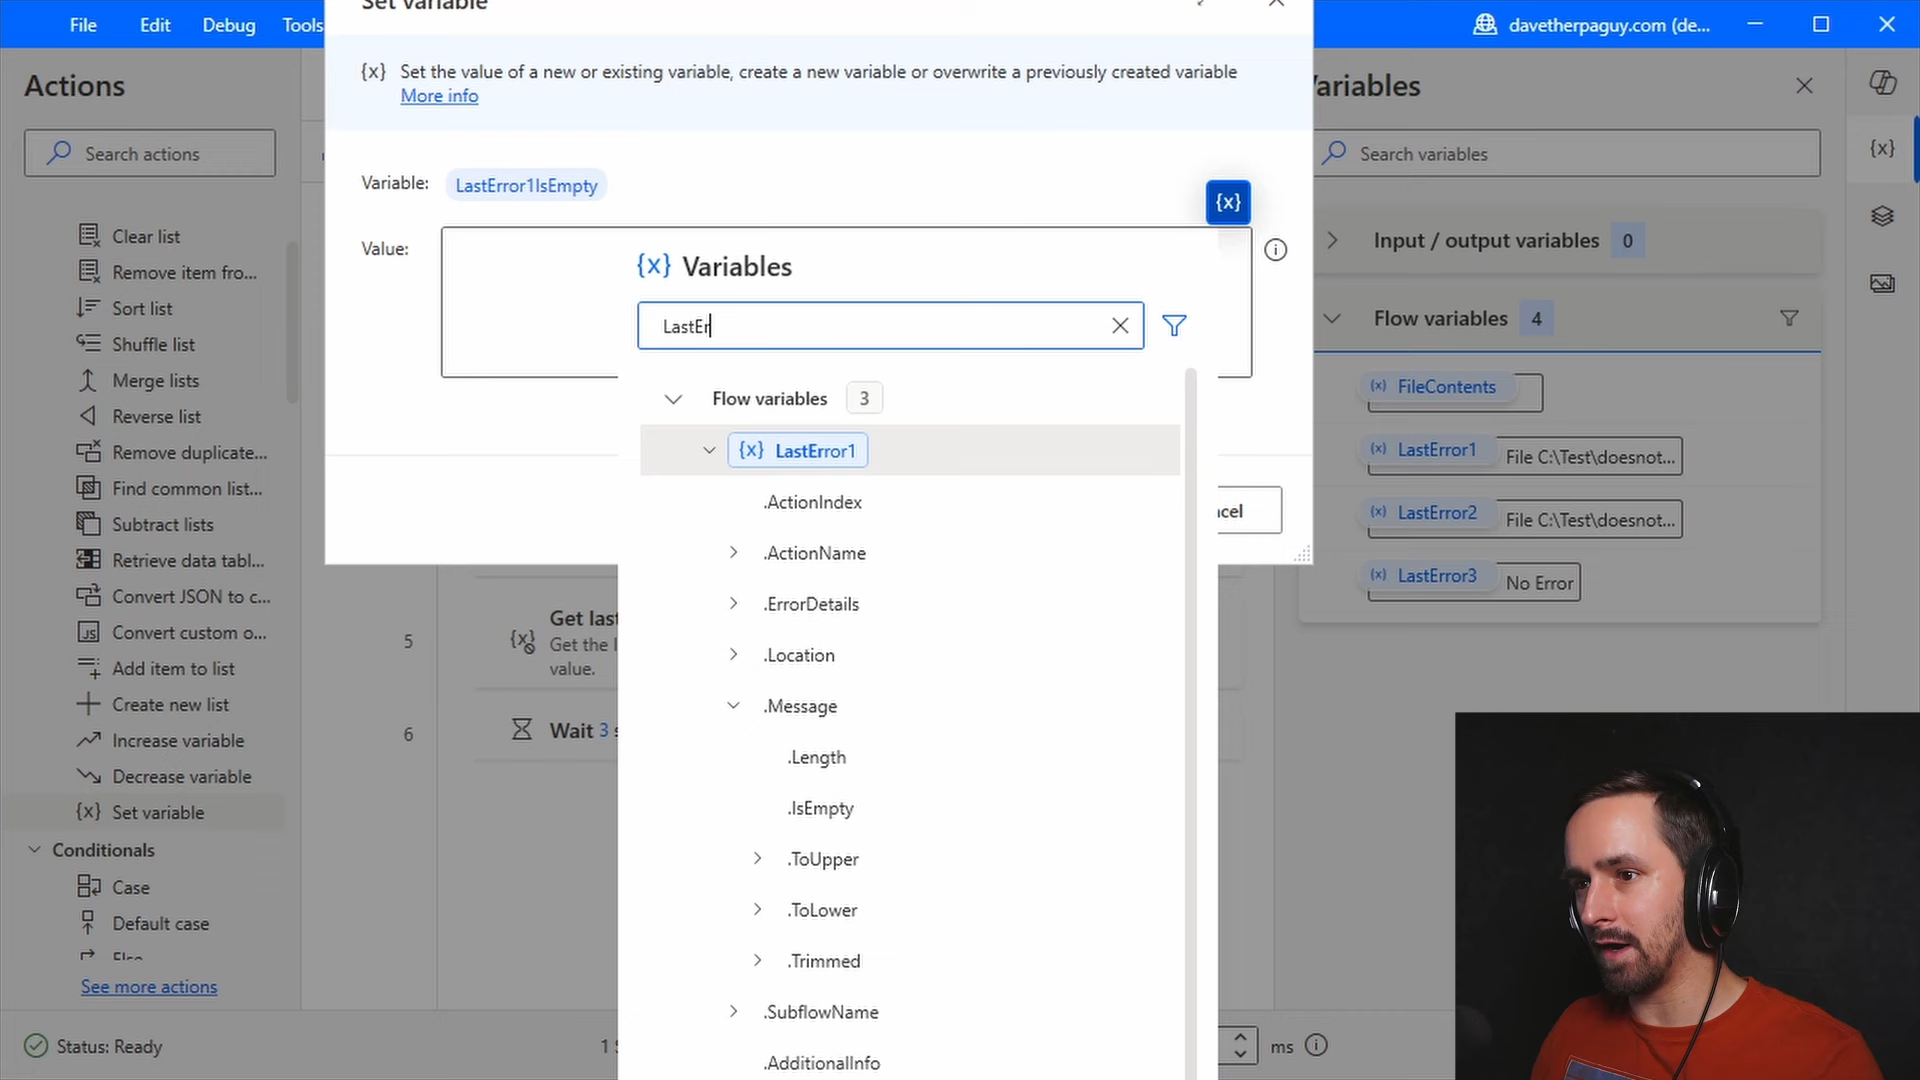 File Edit Debug Tools
Set variable
davetherpaguy.com (de...
Actions
Search actions
Clear list
Remove item fro...
Sort list
Shuffle list
Merge lists
Reverse list
Remove duplicate...
Find common list...
Subtract lists
Retrieve data tabl...
Convert JSON to c...
Convert custom o...
Add item to list
Create new list
Increase variable
Decrease variable
{x} Set variable
Conditionals
Case
Default case
Else
See more actions
Status: Ready
{x} Set the value of a new or existing variable, create a new variable or overwrite a previously created variable
More info
Variable: LastError1IsEmpty
{x}
Value:
{x} Variables
LastEr
Flow variables 3
{x} LastError1
.ActionIndex
.ActionName
.ErrorDetails
.Location
.Message
.Length
.IsEmpty
.ToUpper
.ToLower
.Trimmed
.SubflowName
.AdditionalInfo
5
Get las
Get the l
value.
6
Wait 3 s
ms
Variables
Search variables
{x}
Input / output variables 0
Flow variables 4
(x) FileContents
(x) LastError1 File C:\Test\doesnot...
(x) LastError2 File C:\Test\doesnot...
(x) LastError3 No Error